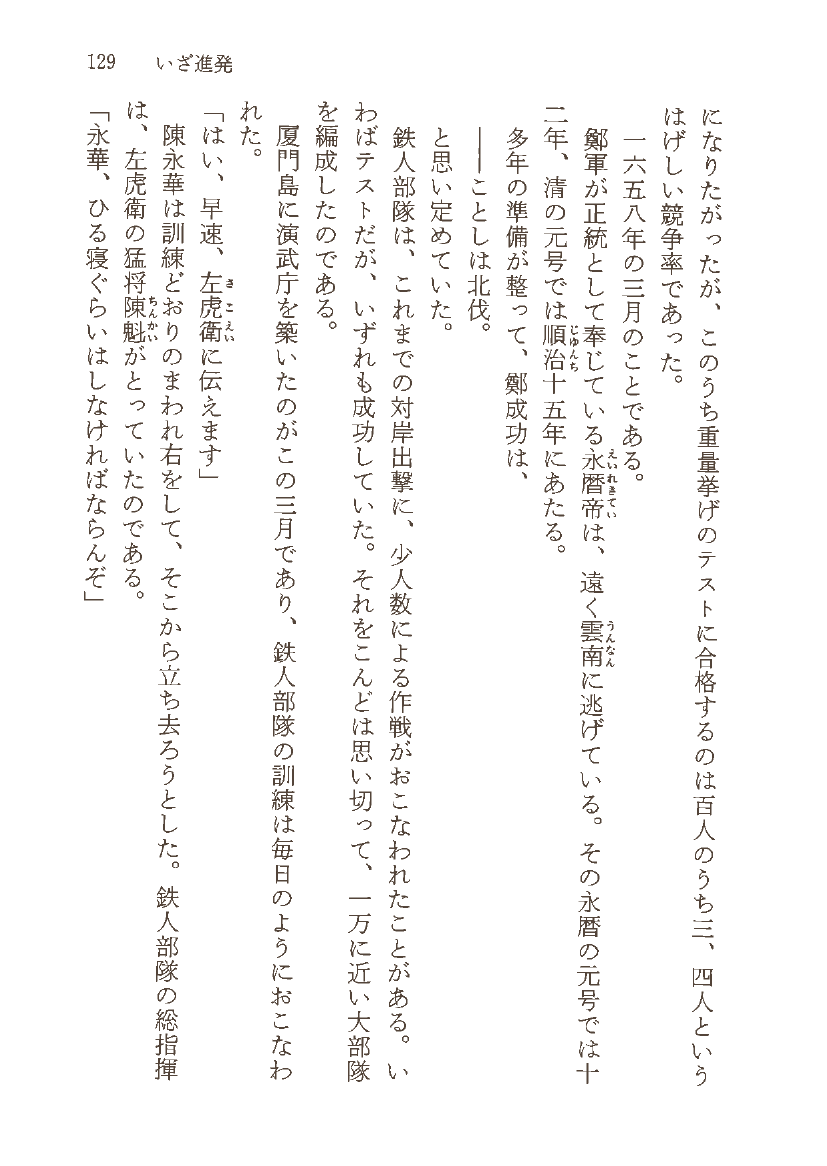 129　いざ進発
になりたがったが、このうち重量挙げのテストに合格するのは百人のうち三、四人という
はげしい競争率であった。
一六五八年の三月のことである。
鄭軍が正統として奉じている永暦帝は、遠く雲南に逃げている。その永暦の元号では十
二年、清の元号では順治十五年にあたる。
多年の準備が整って、鄭成功は、
――ことしは北伐。
と思い定めていた。
鉄人部隊は、これまでの対岸出撃に、少人数による作戦がおこなわれたことがある。い
わばテストだが、いずれも成功していた。それをこんどは思い切って、一万に近い大部隊
を編成したのである。
厦門島に演武庁を築いたのがこの三月であり、鉄人部隊の訓練は毎日のようにおこなわ
れた。
「はい、早速、左虎衛に伝えます」
陳永華は訓練どおりのまわれ右をして、そこから立ち去ろうとした。鉄人部隊の総指揮
は、左虎衛の猛将陳魁がとっていたのである。
「永華、ひる寝ぐらいはしなければならんぞ」